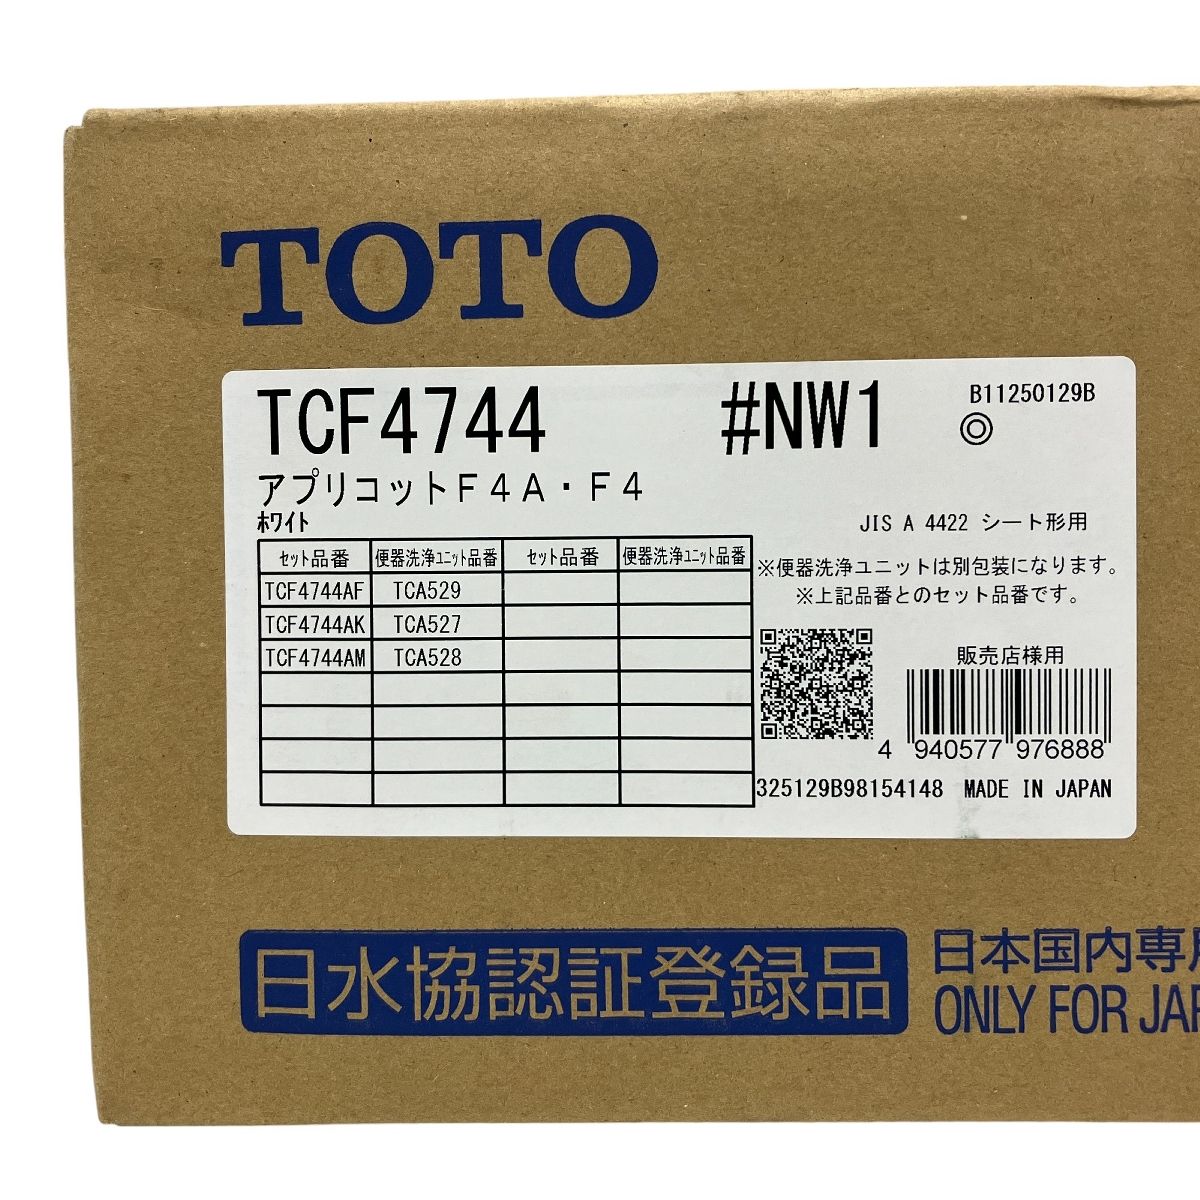 TOTO
TCF4744 #NW1 B11250129B
◎
アプリコットF4A・F4
ホワイト
JIS A 4422 シート形用
セット品番 便器洗浄ユニット品番 セット品番 便器洗浄ユニット品番
TCF4744AF TCA529
TCF4744AK TCA527
TCF4744AM TCA528
※便器洗浄ユニットは別包装になります。
※上記品番とのセット品番です。
販売店様用
4 940577 976888
325129B98154148 MADE IN JAPAN
日水協認証登録品
日本国内専用
ONLY FOR JAP